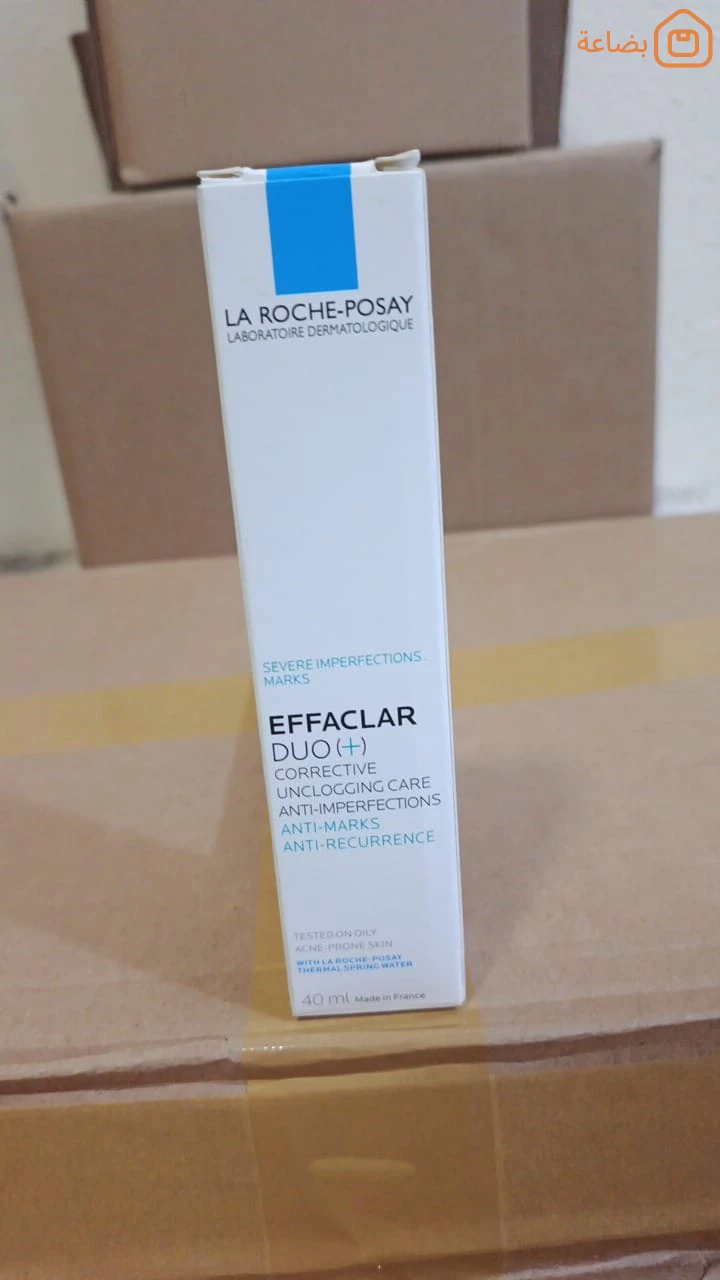 بضاعة
LA ROCHE-POSAY
LABORATOIRE DERMATOLOGIQUE
SEVERE IMPERFECTIONS.
MARKS
EFFACLAR
DUO (+)
CORRECTIVE
UNCLOGGING CARE
ANTI-IMPERFECTIONS
ANTI-MARKS
ANTI-RECURRENCE
TESTED ON OILY
ACNE-PRONE SKIN
WITH LA ROCHE-POSAY
THERMAL SPRING WATER
40 ml Made in France